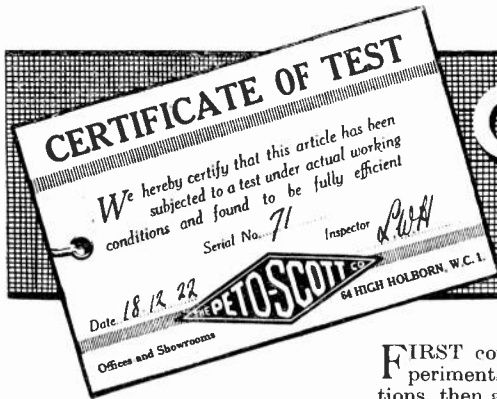 CERTIFICATE OF TEST
We hereby certify that this article has been
subjected to a test under actual working
conditions and found to be fully efficient
Serial No. 71 Inspector L.W.H
Date 18.12.22
THE PETO-SCOTT CO
64 HIGH HOLBORN, W.C.1.
Offices and Showrooms
FIRST co
periment,
tions, then a